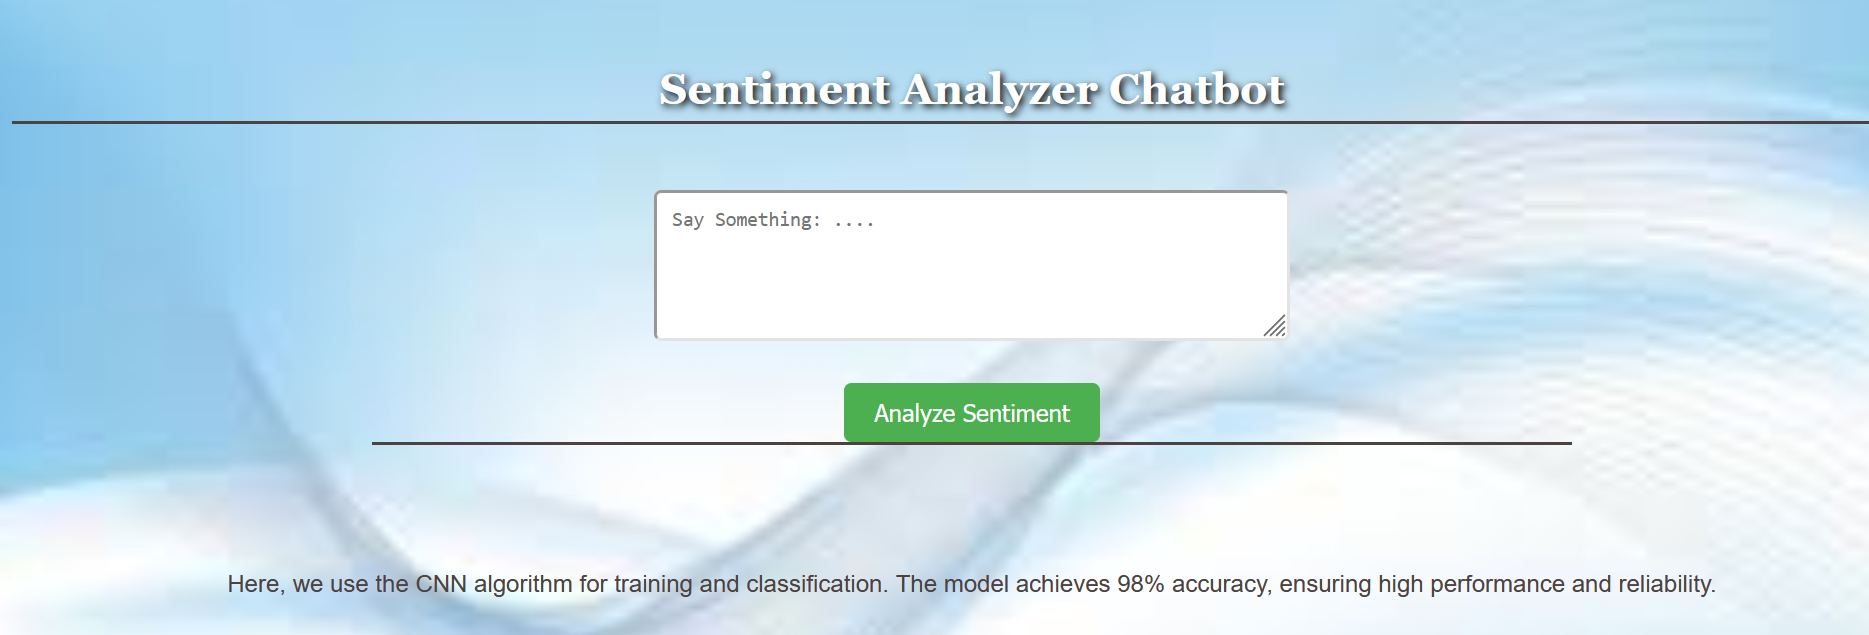 Sentiment Analyzer Chatbot
Say Something: ....
Analyze Sentiment
Here, we use the CNN algorithm for training and classification. The model achieves 98% accuracy, ensuring high performance and reliability.